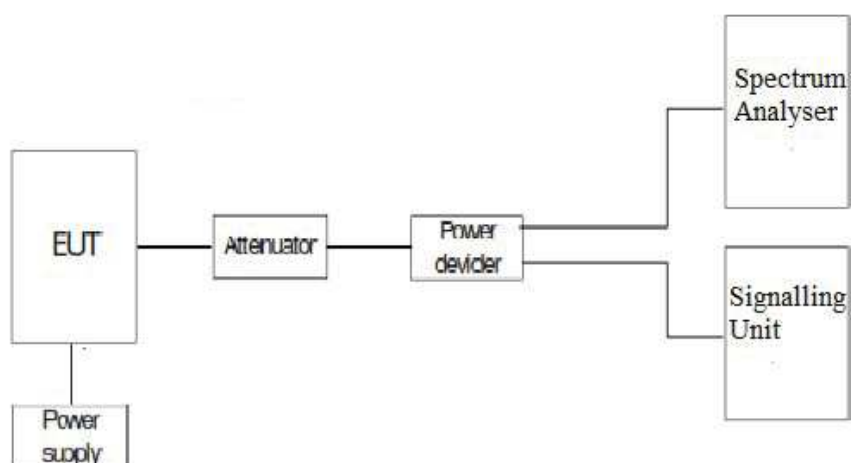 Spectrum
Analyser
EUT
Attenuator
Power
devider
Signalling
Unit
Power
supply